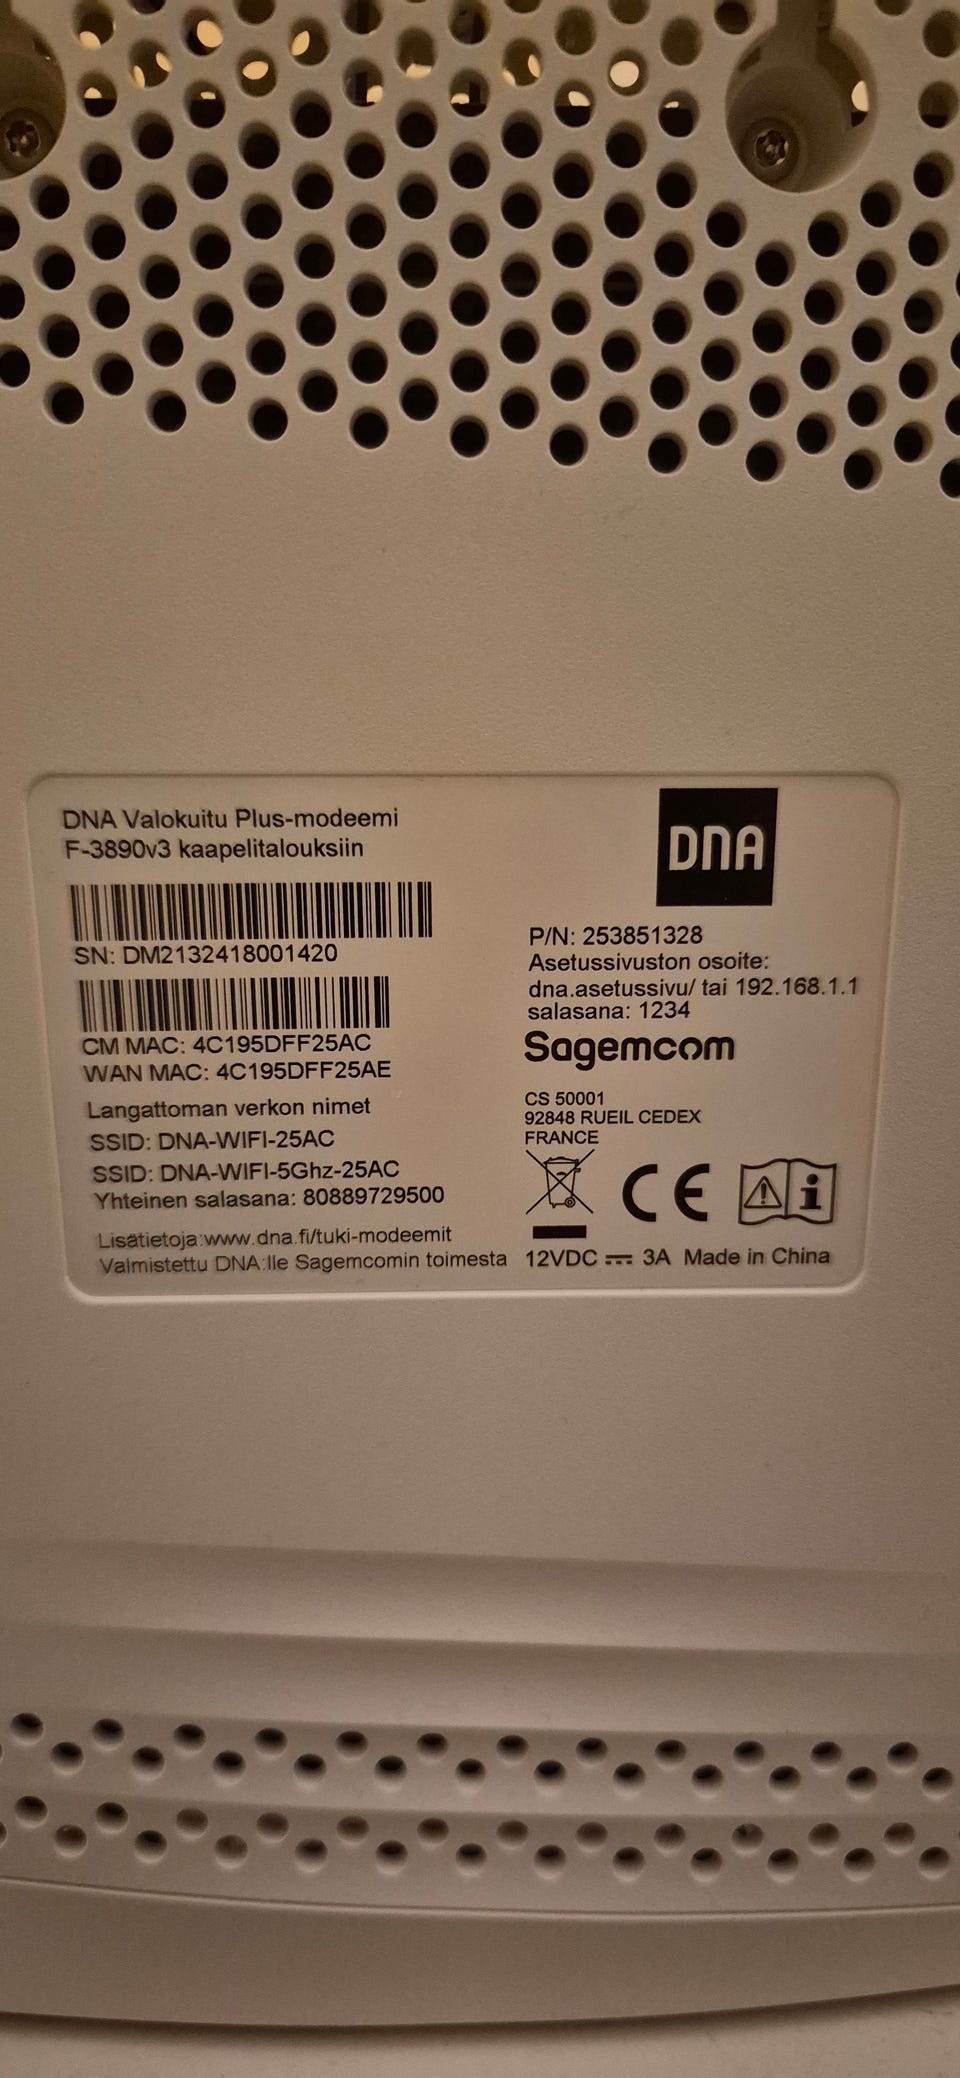 DNA Valokuitu Plus-modeemi
F-3890v3 kaapelitalouksiin
SN: DM2132418001420
CM MAC: 4C195DFF25AC
WAN MAC: 4C195DFF25AE
Langattoman verkon nimet
SSID: DNA-WIFI-25AC
SSID: DNA-WIFI-5Ghz-25AC
Yhteinen salasana: 80889729500
Lisätietoja:www.dna.fi/tuki-modeemit
Valmistettu DNA:lle Sagemcomin toimesta
DNA
P/N: 253851328
Asetussivuston osoite:
dna.asetussivu/ tai 192.168.1.1
salasana: 1234
Sagemcom
CS 50001
92848 RUEIL CEDEX
FRANCE
CE
12VDC ⎓ 3A Made in China